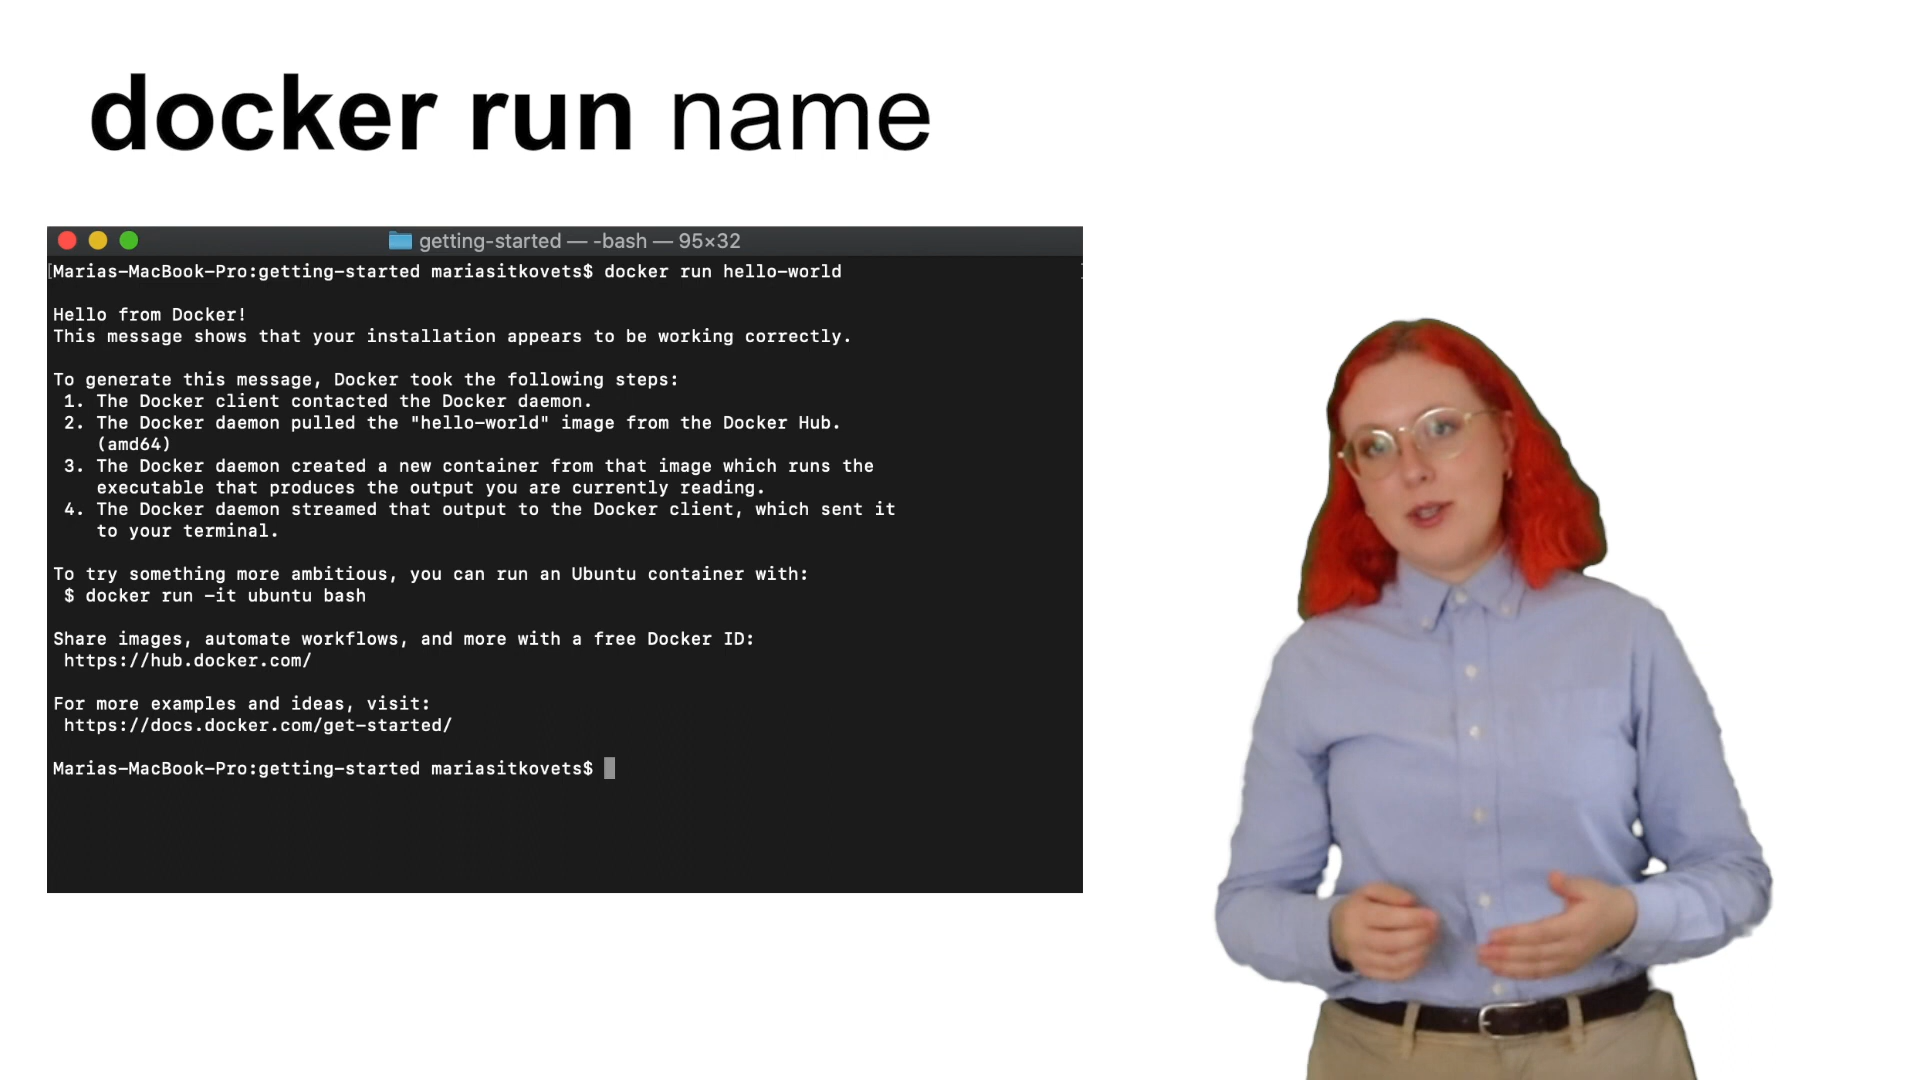 docker run name
getting-started — -bash — 95×32
[Marias-MacBook-Pro:getting-started mariasitkovets$ docker run hello-world ]
Hello from Docker!
This message shows that your installation appears to be working correctly.
To generate this message, Docker took the following steps:
1. The Docker client contacted the Docker daemon.
2. The Docker daemon pulled the "hello-world" image from the Docker Hub.
(amd64)
3. The Docker daemon created a new container from that image which runs the
executable that produces the output you are currently reading.
4. The Docker daemon streamed that output to the Docker client, which sent it
to your terminal.
To try something more ambitious, you can run an Ubuntu container with:
$ docker run -it ubuntu bash
Share images, automate workflows, and more with a free Docker ID:
https://hub.docker.com/
For more examples and ideas, visit:
https://docs.docker.com/get-started/
Marias-MacBook-Pro:getting-started mariasitkovets$